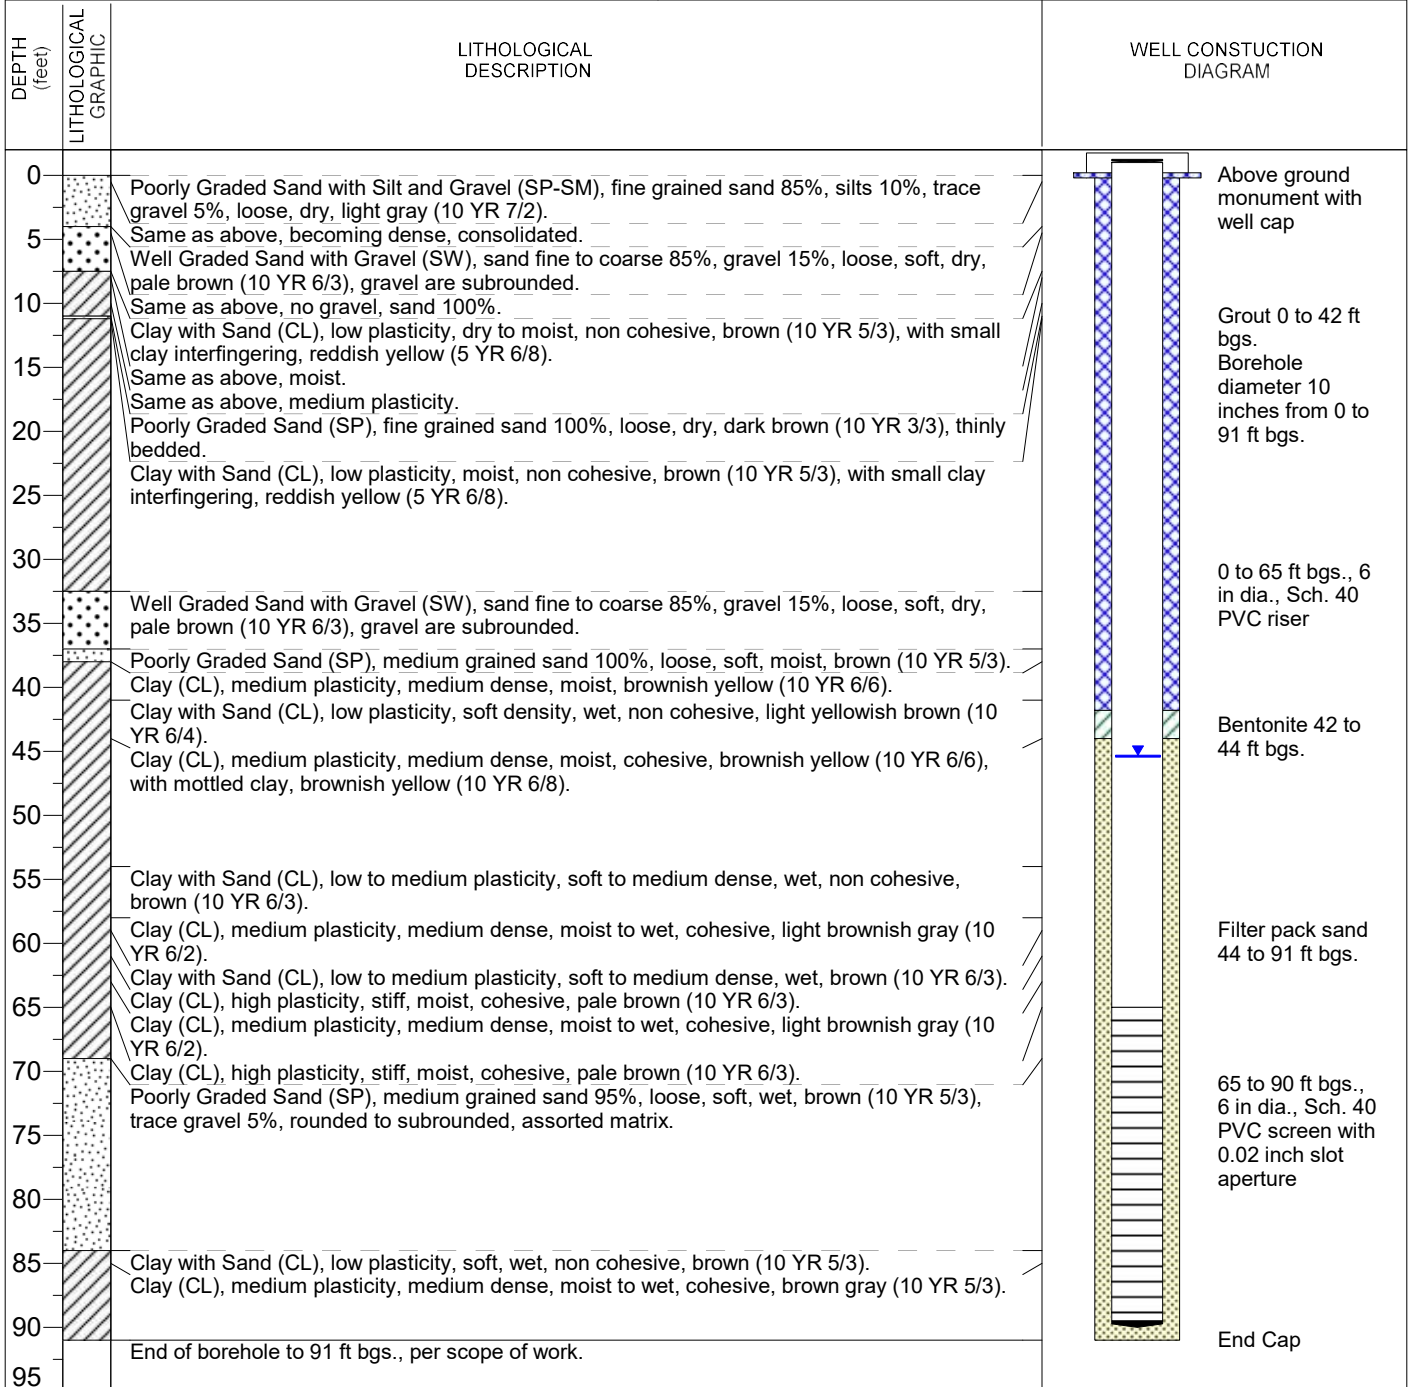 DEPTH
(feet)
LITHOLOGICAL
GRAPHIC
LITHOLOGICAL
DESCRIPTION
WELL CONSTUCTION
DIAGRAM
0
5
10
15
20
25
30
35
40
45
50
55
60
65
70
75
80
85
90
95
Poorly Graded Sand with Silt and Gravel (SP-SM), fine grained sand 85%, silts 10%, trace
gravel 5%, loose, dry, light gray (10 YR 7/2).
Same as above, becoming dense, consolidated.
Well Graded Sand with Gravel (SW), sand fine to coarse 85%, gravel 15%, loose, soft, dry,
pale brown (10 YR 6/3), gravel are subrounded.
Same as above, no gravel, sand 100%.
Clay with Sand (CL), low plasticity, dry to moist, non cohesive, brown (10 YR 5/3), with small
clay interfingering, reddish yellow (5 YR 6/8).
Same as above, moist.
Same as above, medium plasticity.
Poorly Graded Sand (SP), fine grained sand 100%, loose, dry, dark brown (10 YR 3/3), thinly
bedded.
Clay with Sand (CL), low plasticity, moist, non cohesive, brown (10 YR 5/3), with small clay
interfingering, reddish yellow (5 YR 6/8).
Well Graded Sand with Gravel (SW), sand fine to coarse 85%, gravel 15%, loose, soft, dry,
pale brown (10 YR 6/3), gravel are subrounded.
Poorly Graded Sand (SP), medium grained sand 100%, loose, soft, moist, brown (10 YR 5/3).
Clay (CL), medium plasticity, medium dense, moist, brownish yellow (10 YR 6/6).
Clay with Sand (CL), low plasticity, soft density, wet, non cohesive, light yellowish brown (10
YR 6/4).
Clay (CL), medium plasticity, medium dense, moist, cohesive, brownish yellow (10 YR 6/6),
with mottled clay, brownish yellow (10 YR 6/8).
Clay with Sand (CL), low to medium plasticity, soft to medium dense, wet, non cohesive,
brown (10 YR 6/3).
Clay (CL), medium plasticity, medium dense, moist to wet, cohesive, light brownish gray (10
YR 6/2).
Clay with Sand (CL), low to medium plasticity, soft to medium dense, wet, brown (10 YR 6/3).
Clay (CL), high plasticity, stiff, moist, cohesive, pale brown (10 YR 6/3).
Clay (CL), medium plasticity, medium dense, moist to wet, cohesive, light brownish gray (10
YR 6/2).
Clay (CL), high plasticity, stiff, moist, cohesive, pale brown (10 YR 6/3).
Poorly Graded Sand (SP), medium grained sand 95%, loose, soft, wet, brown (10 YR 5/3),
trace gravel 5%, rounded to subrounded, assorted matrix.
Clay with Sand (CL), low plasticity, soft, wet, non cohesive, brown (10 YR 5/3).
Clay (CL), medium plasticity, medium dense, moist to wet, cohesive, brown gray (10 YR 5/3).
End of borehole to 91 ft bgs., per scope of work.
Above ground
monument with
well cap
Grout 0 to 42 ft
bgs.
Borehole
diameter 10
inches from 0 to
91 ft bgs.
0 to 65 ft bgs., 6
in dia., Sch. 40
PVC riser
Bentonite 42 to
44 ft bgs.
Filter pack sand
44 to 91 ft bgs.
65 to 90 ft bgs.,
6 in dia., Sch. 40
PVC screen with
0.02 inch slot
aperture
End Cap